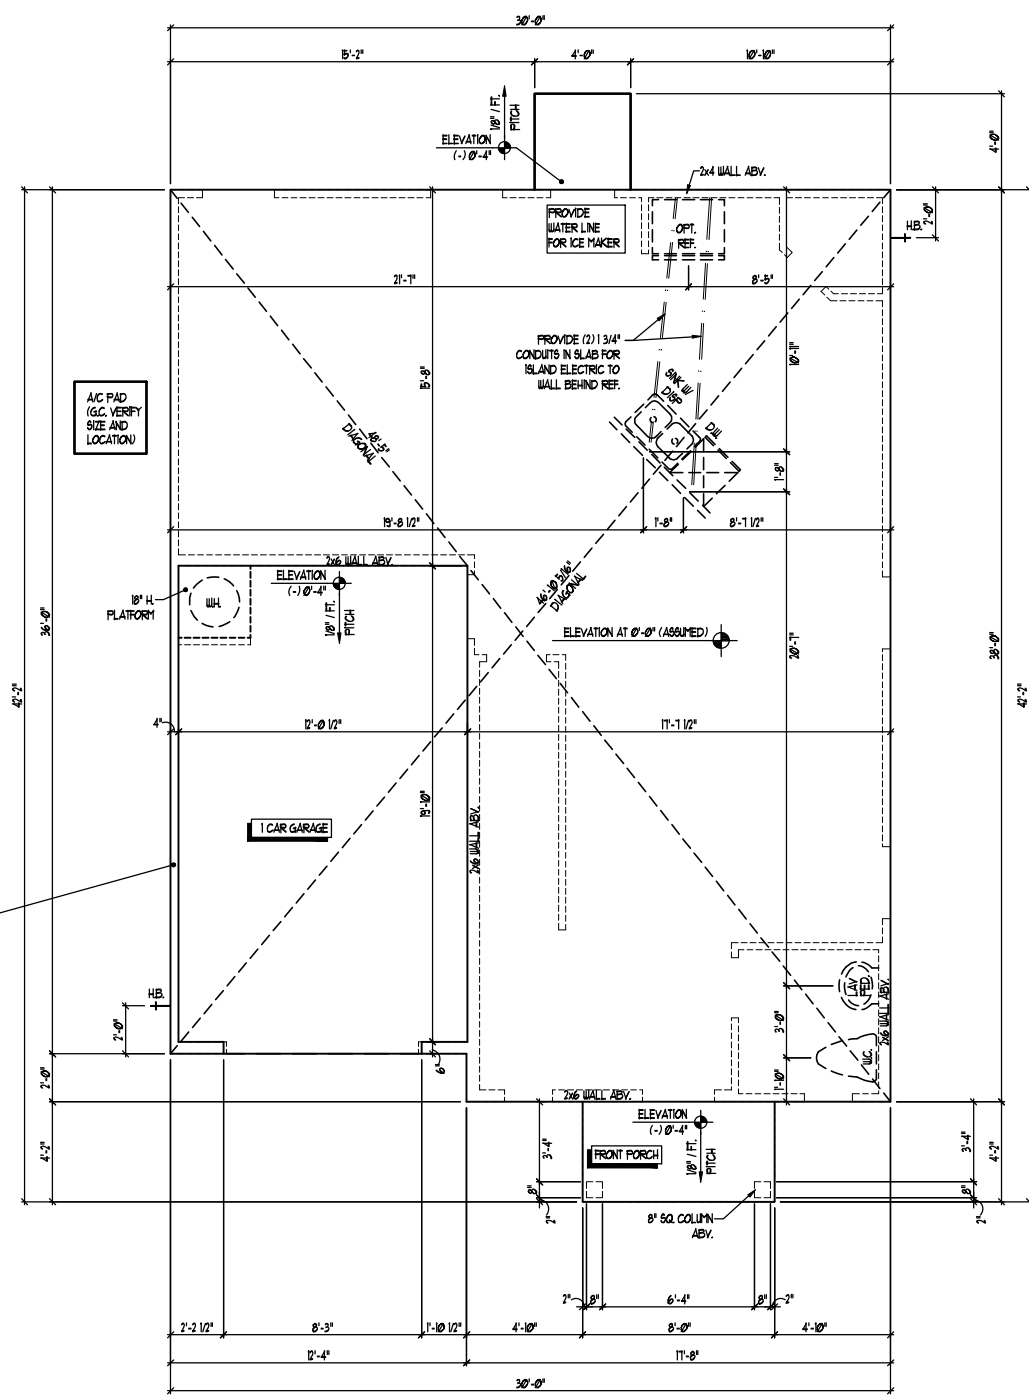 30'-0"
15'-2"
4'-0"
10'-10"
1/8" / FT.
PITCH
ELEVATION
(-) 0'-4"
4'-0"
2x4 WALL ABV.
PROVIDE
WATER LINE
FOR ICE MAKER
OPT.
REF.
H.B.
2'-0"
21'-7"
8'-5"
PROVIDE (2) 1 3/4"
CONDUITS IN SLAB FOR
ISLAND ELECTRIC TO
WALL BEHIND REF.
10'-11"
15'-8"
SINK W/
DISP
D.W.
A/C PAD
(G.C. VERIFY
SIZE AND
LOCATION)
48'-5"
DIAGONAL
1'-8"
19'-8 1/2"
1'-8"
8'-7 1/2"
2x6 WALL ABV.
ELEVATION
(-) 0'-4"
1/8" / FT.
PITCH
W.H.
18" H.
PLATFORM
46'-10 5/16"
DIAGONAL
ELEVATION AT 0'-0" (ASSUMED)
36'-0"
42'-2"
20'-7"
38'-0"
42'-2"
4"
12'-0 1/2"
17'-7 1/2"
19'-10"
1 CAR GARAGE
2x6 WALL ABV.
LAV
PED.
2x6 WALL ABV.
H.B.
2'-0"
3'-0"
W.C.
1'-10"
2'-0"
6"
2x6 WALL ABV.
ELEVATION
(-) 0'-4"
1/8" / FT.
PITCH
FRONT PORCH
4'-2"
3'-4"
3'-4"
4'-2"
8"
8"
2"
2"
8" SQ. COLUMN
ABV.
2"
8"
6'-4"
8"
2"
2'-2 1/2"
8'-3"
1'-10 1/2"
4'-10"
8'-0"
4'-10"
12'-4"
17'-8"
30'-0"